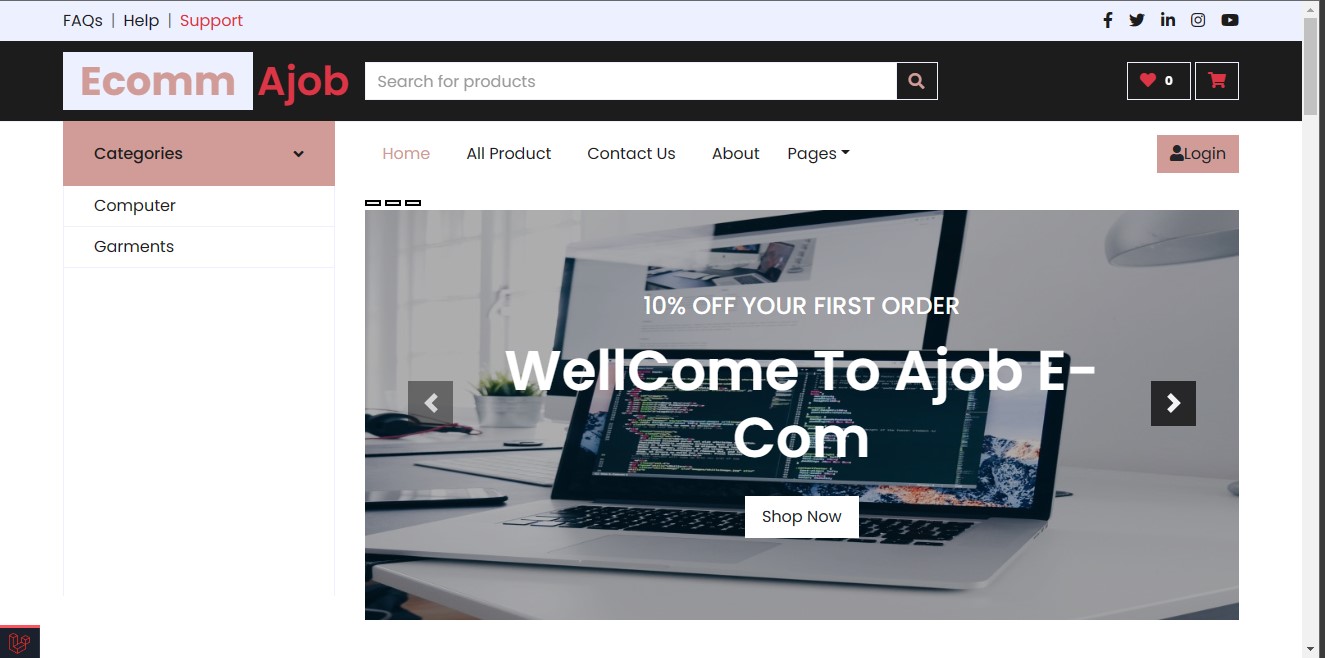 FAQs | Help | Support
Ecomm Ajob
Search for products
0
Categories
Home
All Product
Contact Us
About
Pages
Login
Computer
Garments
10% OFF YOUR FIRST ORDER
WellCome To Ajob E-
Com
Shop Now